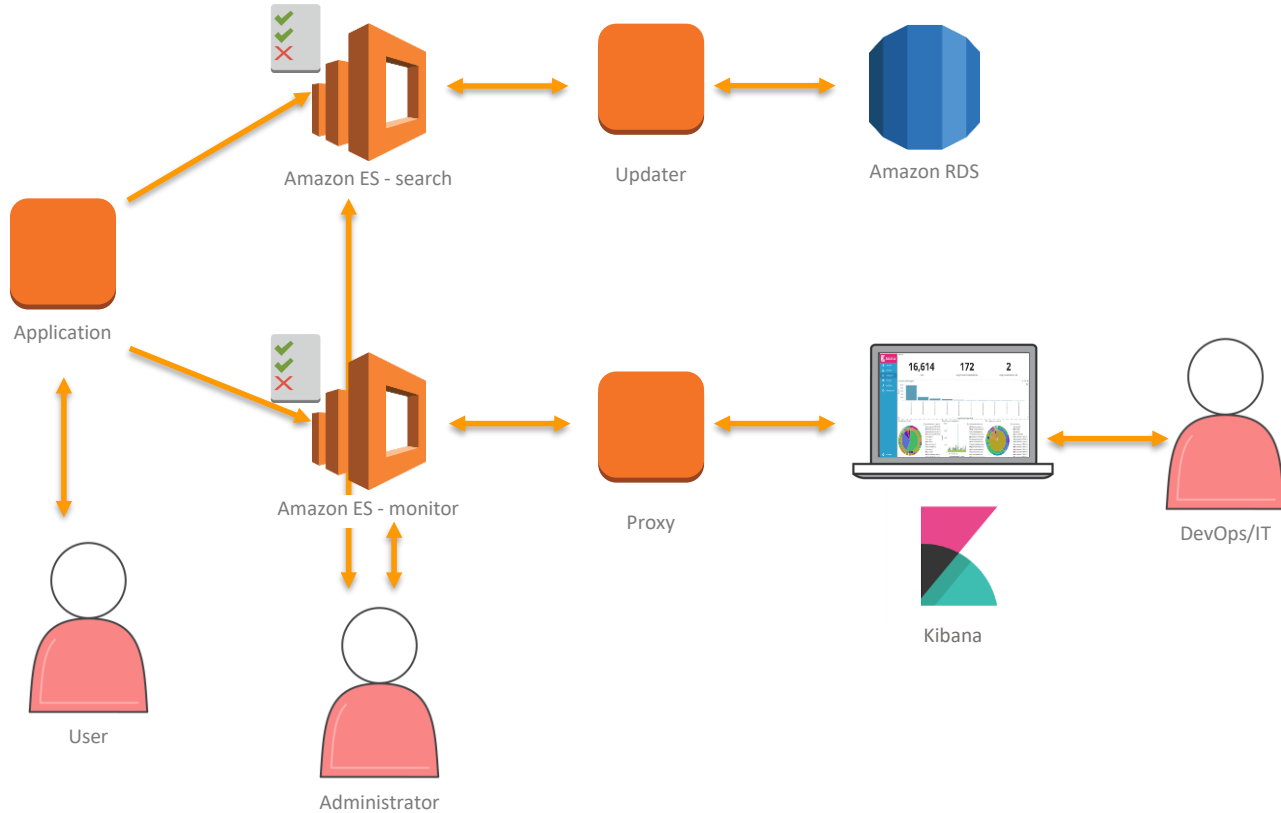 Amazon ES - search
Updater
Amazon RDS
Application
16,614
172
2
Amazon ES - monitor
Proxy
DevOps/IT
Kibana
User
Administrator